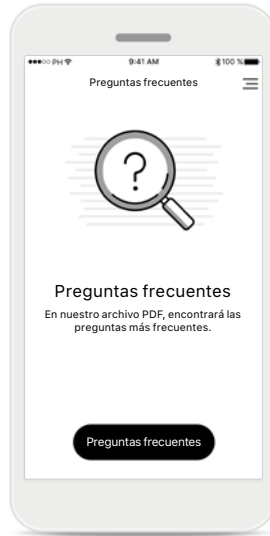 ●●●○○ PH 9:41 AM 100 %
Preguntas frecuentes
?
Preguntas frecuentes
En nuestro archivo PDF, encontrará las
preguntas más frecuentes.
Preguntas frecuentes